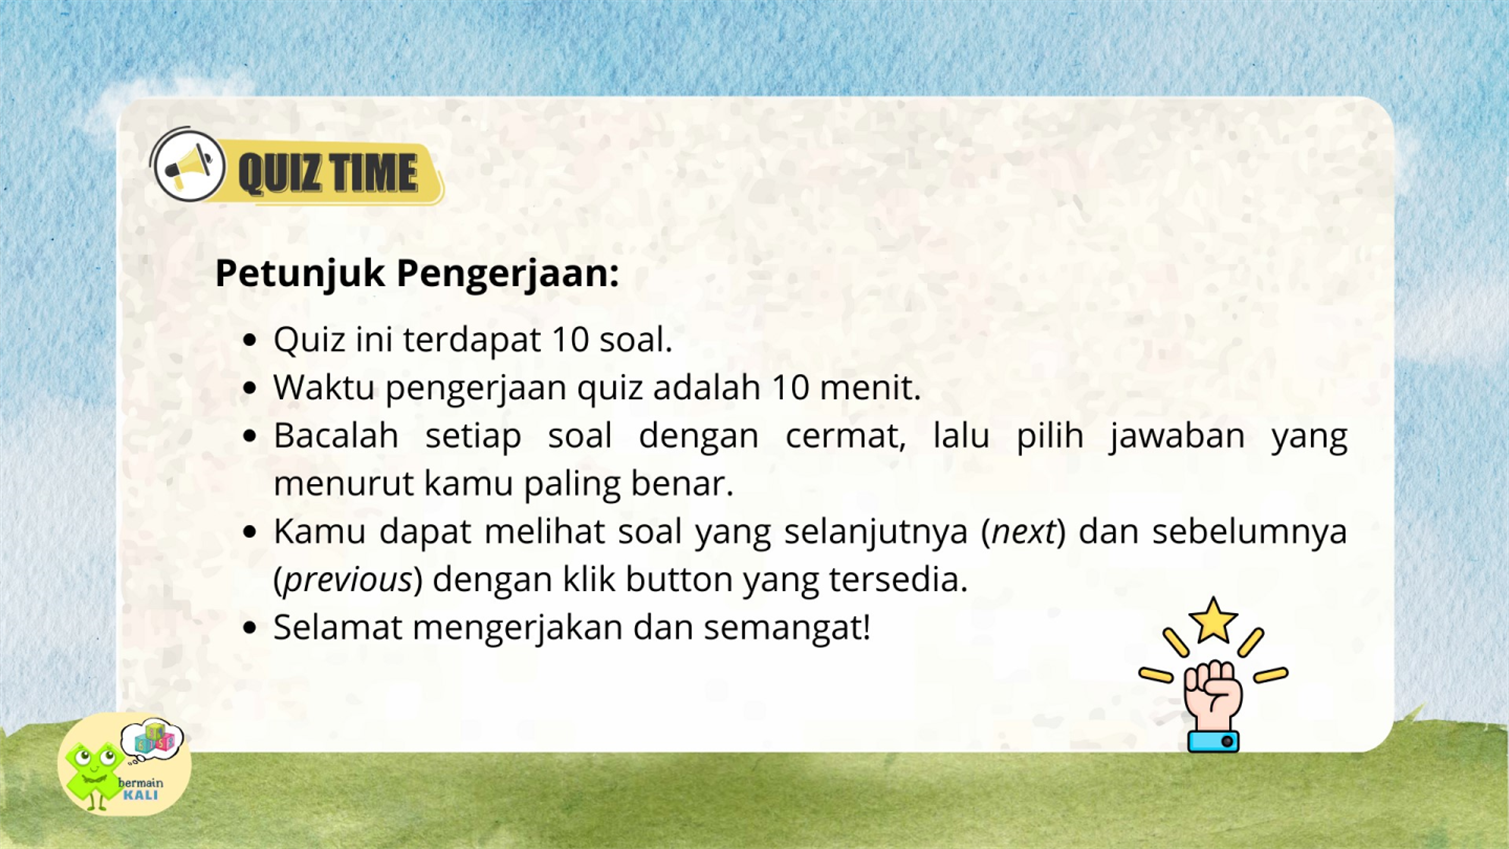 QUIZ TIME
Petunjuk Pengerjaan:
• Quiz ini terdapat 10 soal.
• Waktu pengerjaan quiz adalah 10 menit.
• Bacalah setiap soal dengan cermat, lalu pilih jawaban yang
menurut kamu paling benar.
• Kamu dapat melihat soal yang selanjutnya (next) dan sebelumnya
(previous) dengan klik button yang tersedia.
• Selamat mengerjakan dan semangat!
bermain
KALI